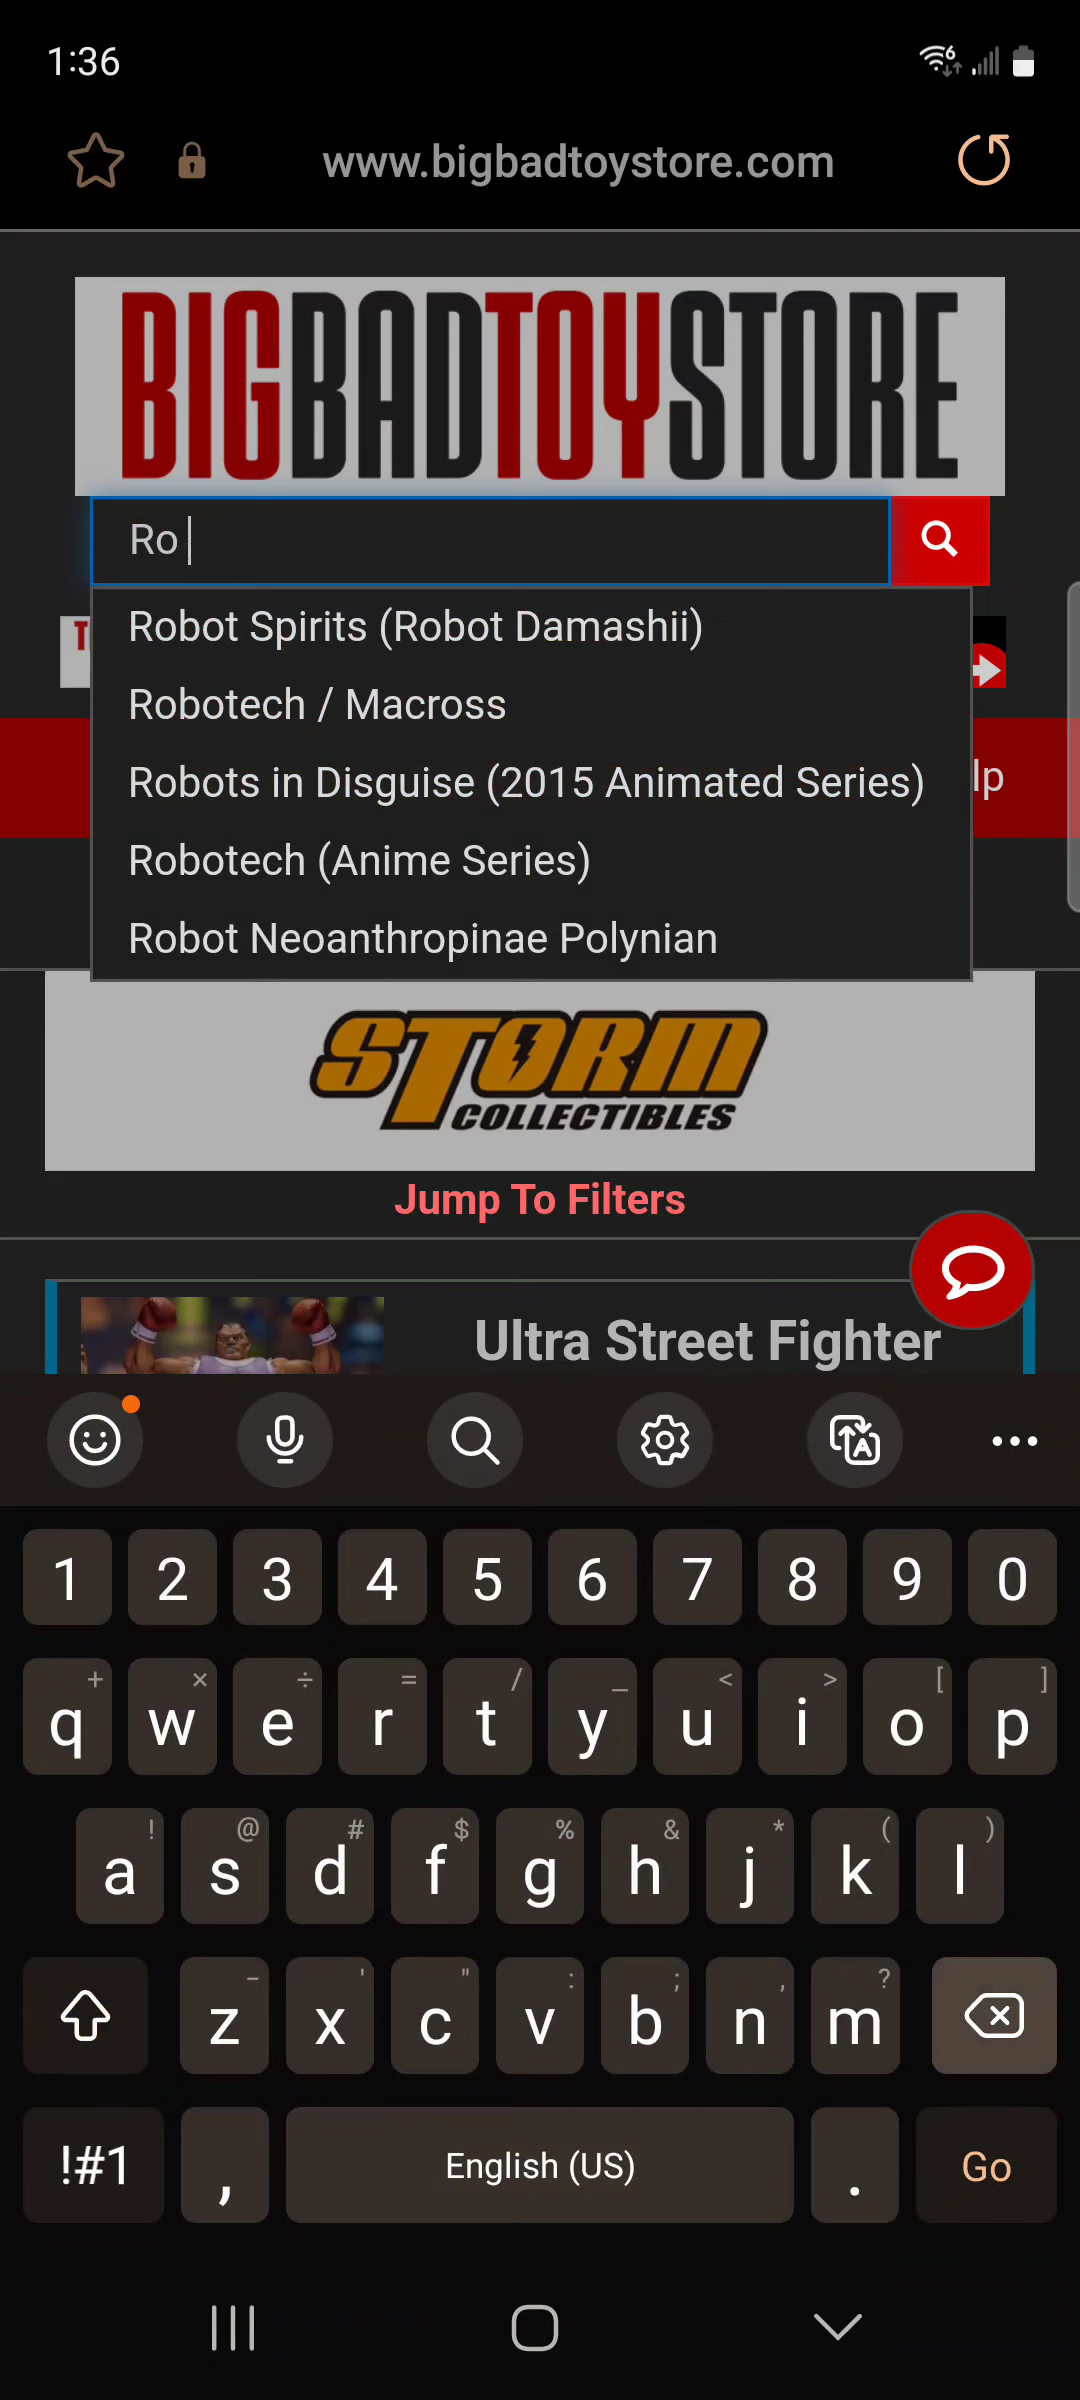 1:36
6
www.bigbadtoystore.com
BIGBADTOYSTORE
Ro
Robot Spirits (Robot Damashii)
Robotech / Macross
Robots in Disguise (2015 Animated Series)
lp
Robotech (Anime Series)
Robot Neoanthropinae Polynian
STORM
COLLECTIBLES
Jump To Filters
Ultra Street Fighter
1 2 3 4 5 6 7 8 9 0
+ × ÷ = / _ < > [ ]
q w e r t y u i o p
! @ # $ % & * ( )
a s d f g h j k l
- ' " : ; , ?
z x c v b n m
!#1 , English (US) . Go